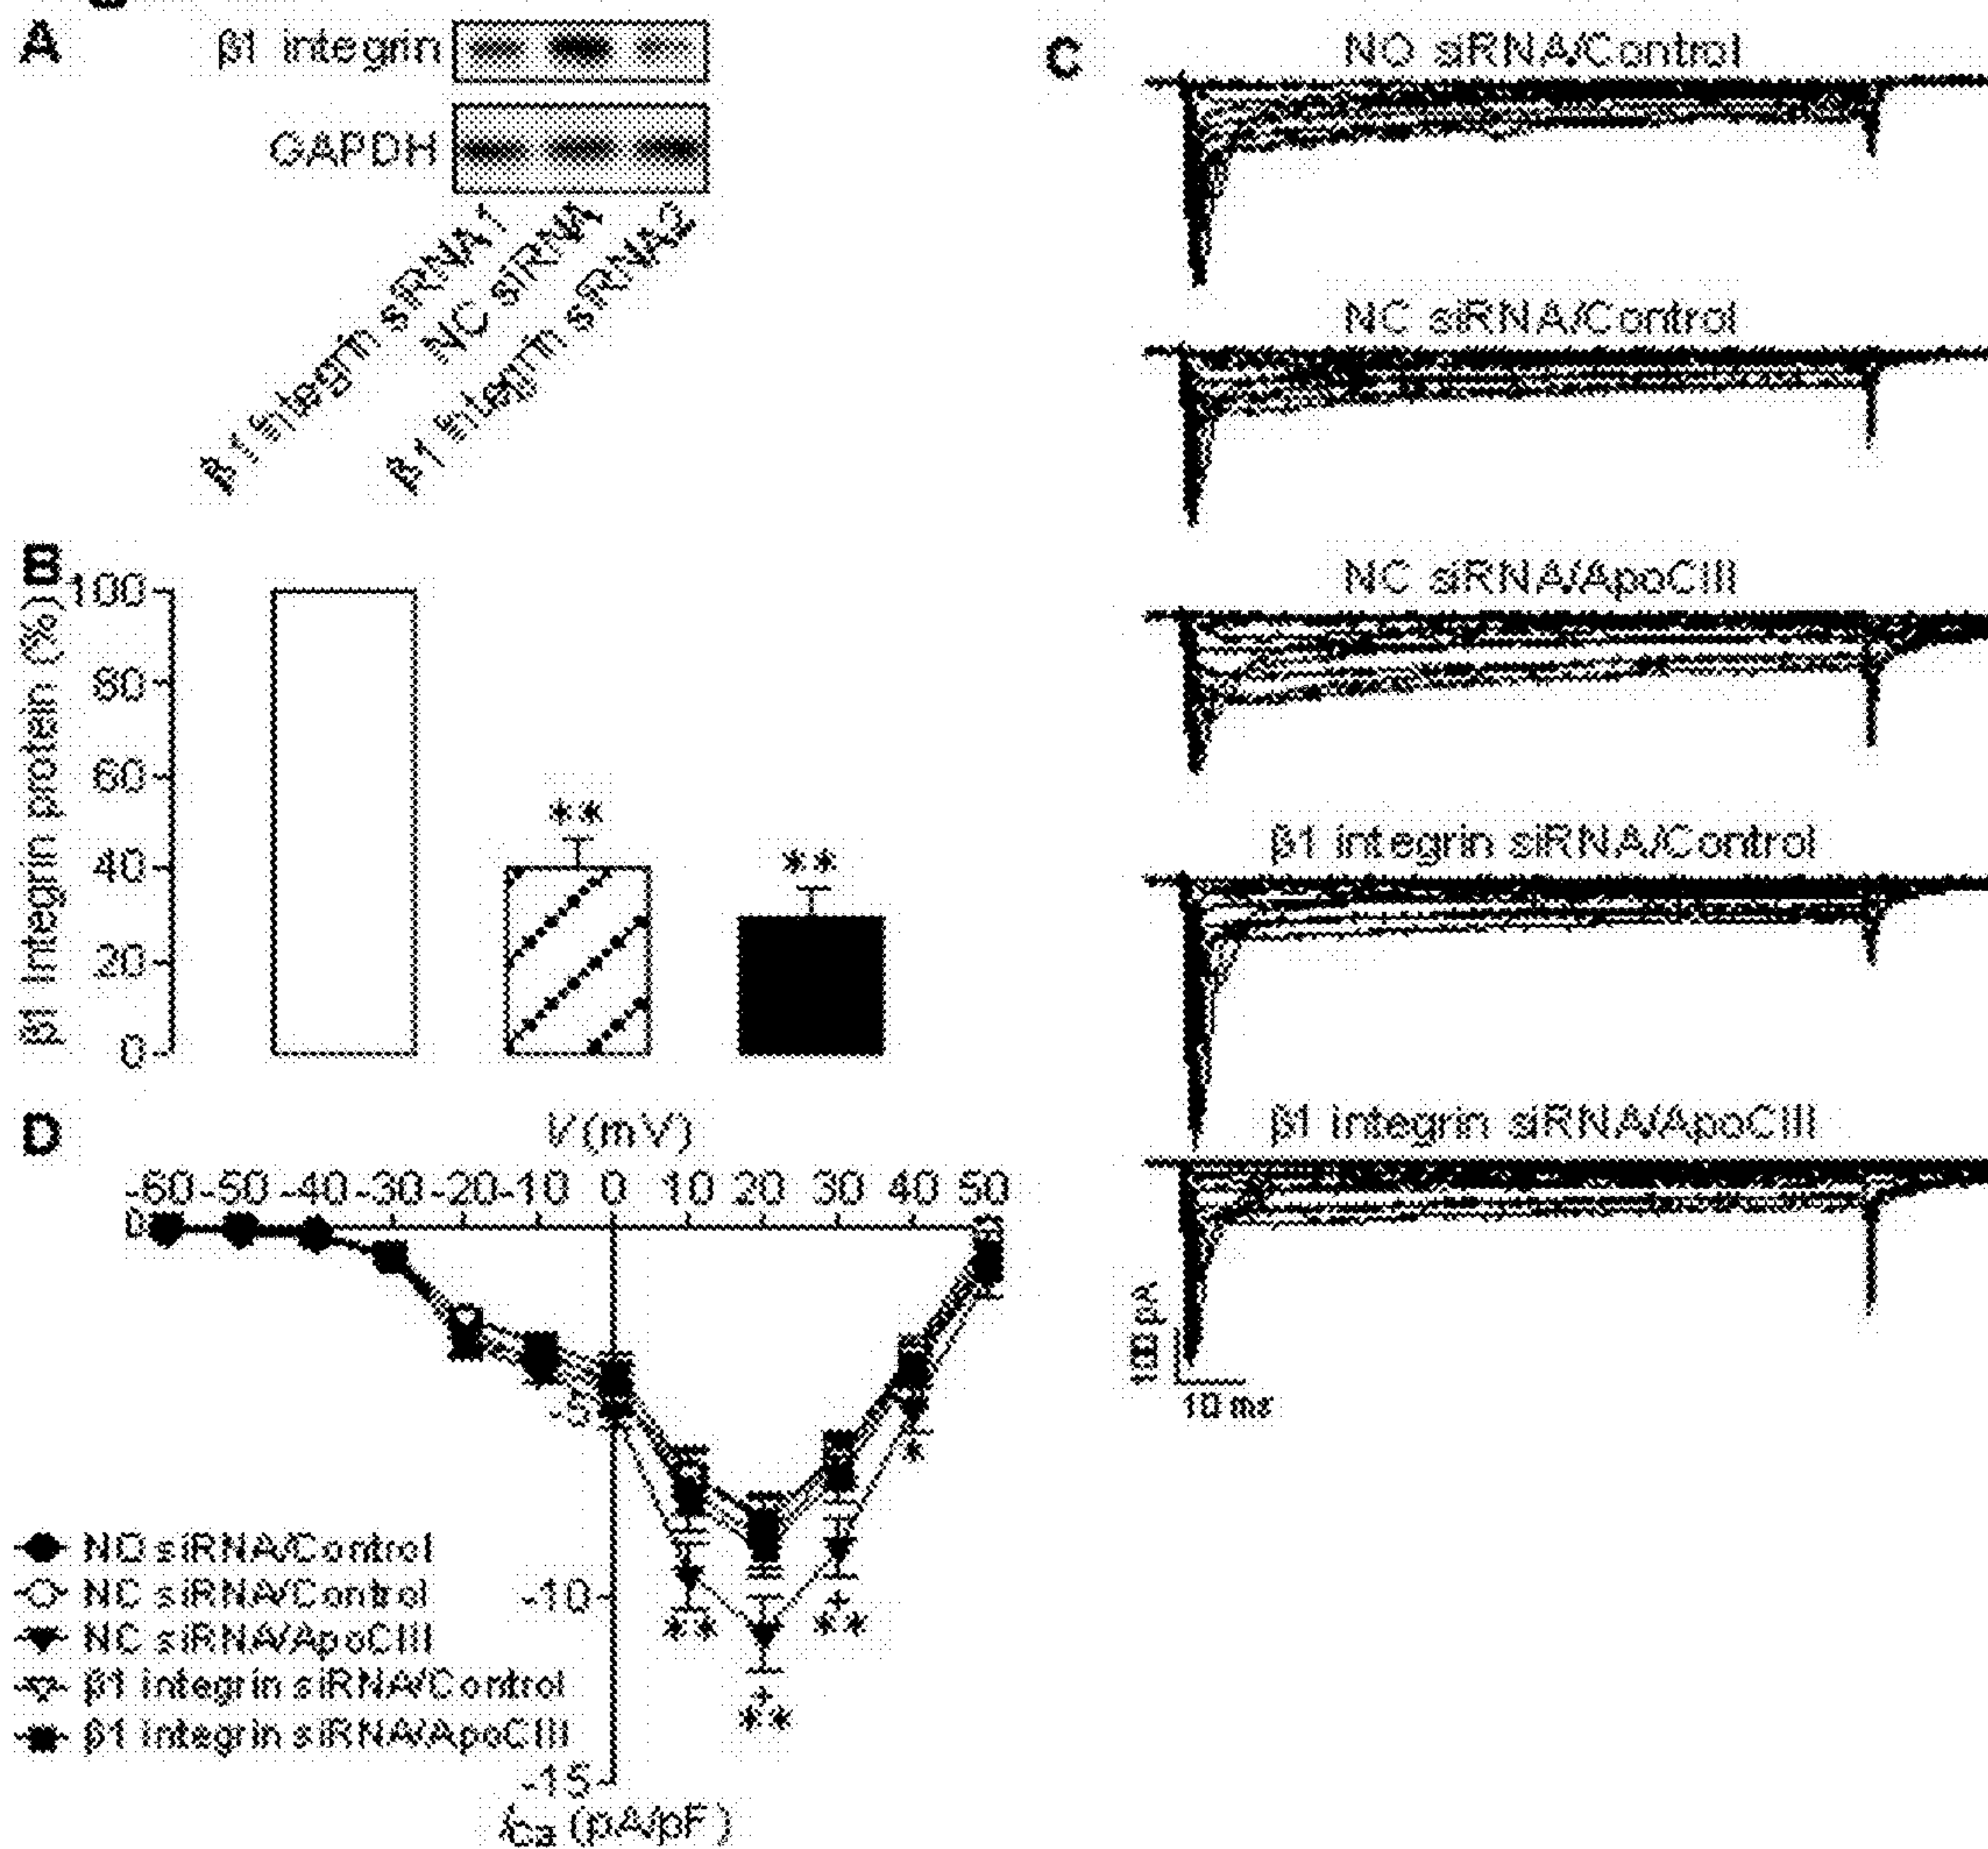 A
β1 integrin
GAPDH
β1 integrin siRNA1
NC siRNA
β1 integrin siRNA2
B
β1 integrin protein (%)
100
80
60
40
20
0
**
**
C
NO siRNA/Control
NC siRNA/Control
NC siRNA/ApoCIII
β1 integrin siRNA/Control
β1 integrin siRNA/ApoCIII
10 ms
D
V (mV)
-60 -50 -40 -30 -20 -10 0 10 20 30 40 50
0
-5
-10
-15
*
**
+
**
+
**
NO siRNA/Control
NC siRNA/Control
NC siRNA/ApoCIII
β1 integrin siRNA/Control
β1 integrin siRNA/ApoCIII
ICa (pA/pF)